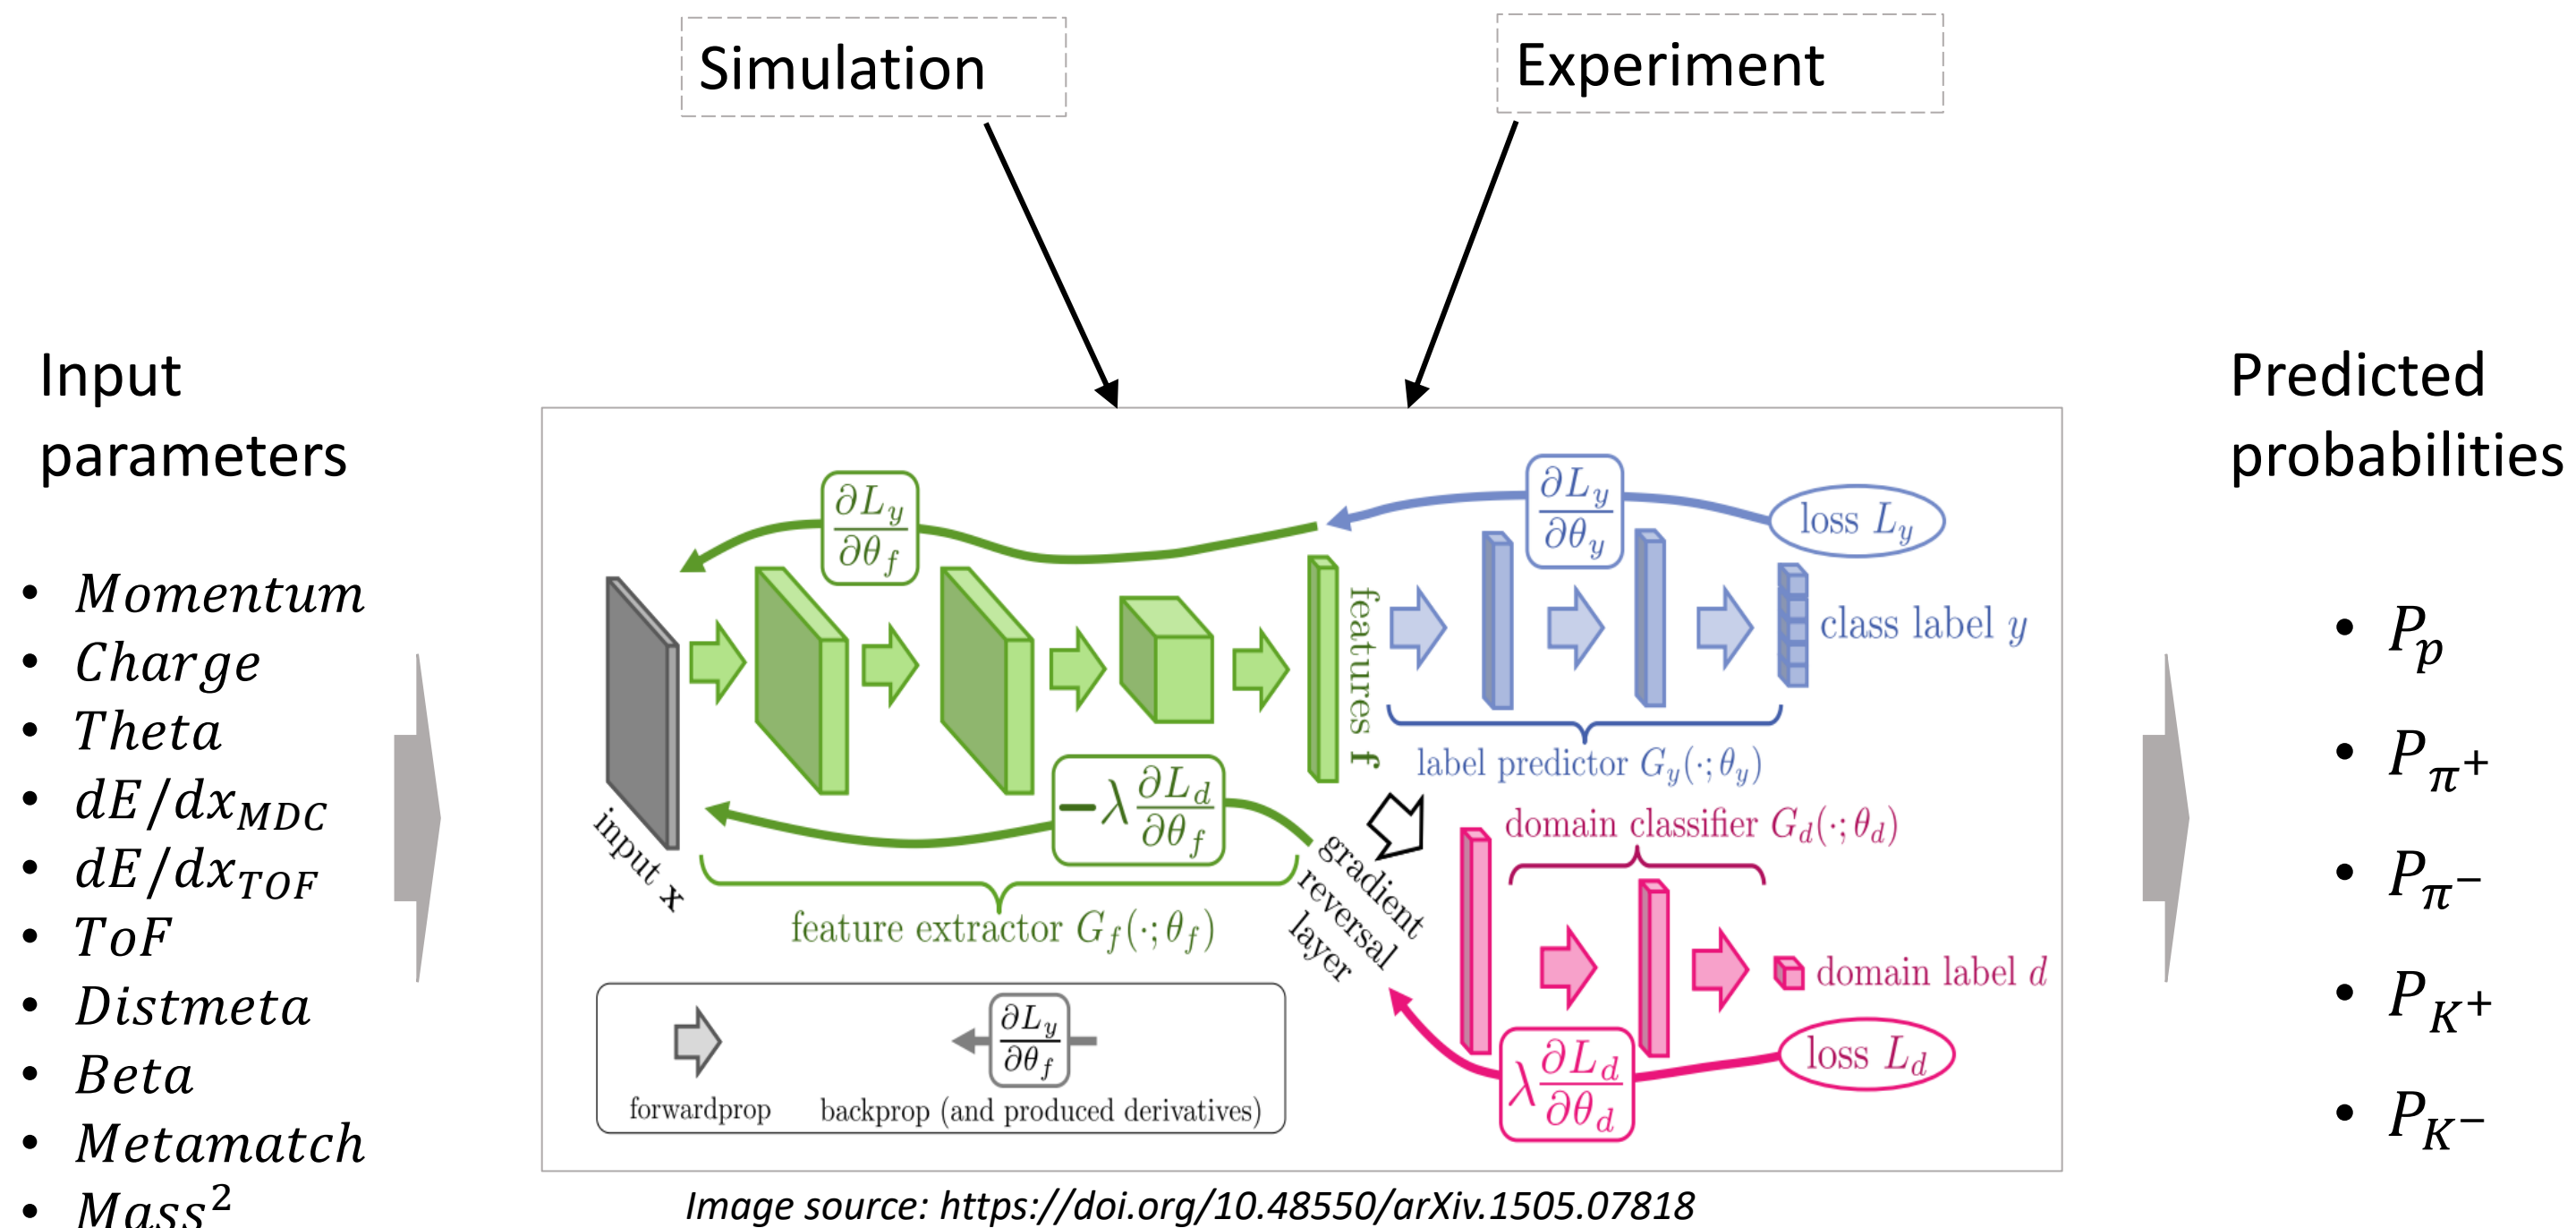 Simulation
Experiment
Input
parameters
• Momentum
• Charge
• Theta
• dE/dx_MDC
• dE/dx_TOF
• ToF
• Distmeta
• Beta
• Metamatch
• Mass²
∂L_y
∂θ_f
∂L_y
∂θ_y
loss L_y
input x
features f
class label y
label predictor G_y(·; θ_y)
−λ ∂L_d
∂θ_f
feature extractor G_f(·; θ_f)
gradient
reversal
layer
domain classifier G_d(·; θ_d)
domain label d
loss L_d
λ ∂L_d
∂θ_d
∂L_y
∂θ_f
forwardprop
backprop (and produced derivatives)
Image source: https://doi.org/10.48550/arXiv.1505.07818
Predicted
probabilities
• P_p
• P_π⁺
• P_π⁻
• P_K⁺
• P_K⁻